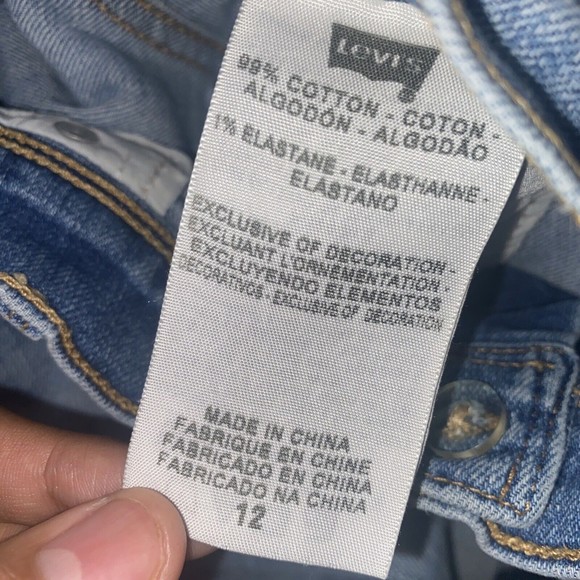 LEVI'S
99% COTTON - COTON -
ALGODÓN - ALGODÃO
1% ELASTANE - ELASTHANNE -
ELASTANO
EXCLUSIVE OF DECORATION -
EXCLUANT L'ORNEMENTATION -
EXCLUYENDO ELEMENTOS
DECORATIVOS - EXCLUSIVE OF DECORATION
MADE IN CHINA
FABRIQUE EN CHINE
FABRICADO EN CHINA
FABRICADO NA CHINA
12